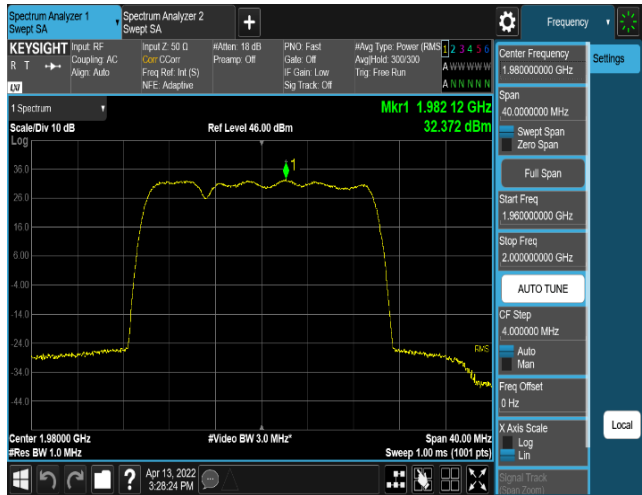 Spectrum Analyzer 1
Swept SA
Spectrum Analyzer 2
Swept SA
+
Frequency
KEYSIGHT
R T
LXI
Input: RF
Coupling: AC
Align: Auto
Input Z: 50 Ω
Corr CCorr
Freq Ref: Int (S)
NFE: Adaptive
#Atten: 18 dB
Preamp: Off
PNO: Fast
Gate: Off
IF Gain: Low
Sig Track: Off
#Avg Type: Power (RMS
Avg|Hold: 300/300
Trig: Free Run
1 2 3 4 5 6
A W W W W W
A N N N N N
1 Spectrum
Scale/Div 10 dB
Log
Ref Level 46.00 dBm
Mkr1 1.982 12 GHz
32.372 dBm
1
36.0
26.0
16.0
6.00
-4.00
-14.0
-24.0
-34.0
-44.0
RMS
Center 1.98000 GHz
#Res BW 1.0 MHz
#Video BW 3.0 MHz*
Span 40.00 MHz
Sweep 1.00 ms (1001 pts)
Apr 13, 2022
3:28:24 PM
?
Center Frequency
1.980000000 GHz
Settings
Span
40.0000000 MHz
Swept Span
Zero Span
Full Span
Start Freq
1.960000000 GHz
Stop Freq
2.000000000 GHz
AUTO TUNE
CF Step
4.000000 MHz
Auto
Man
Freq Offset
0 Hz
X Axis Scale
Log
Lin
Local
Signal Track
(Span Zoom)